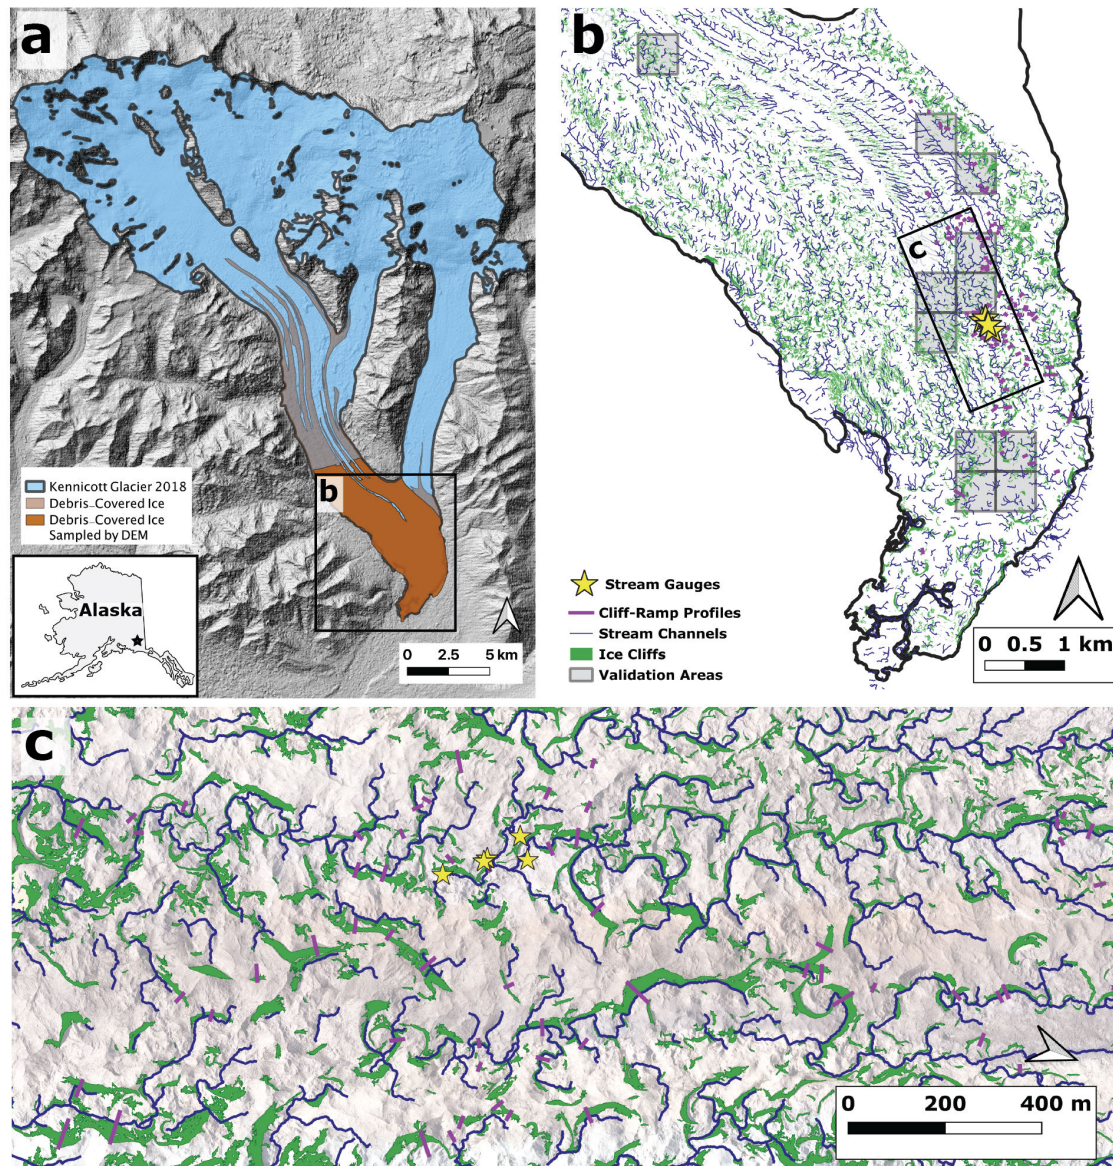 a
Kennicott Glacier 2018
Debris-Covered Ice
Debris-Covered Ice
Sampled by DEM
Alaska
b
0 2.5 5 km
b
c
Stream Gauges
Cliff-Ramp Profiles
Stream Channels
Ice Cliffs
Validation Areas
0 0.5 1 km
c
0 200 400 m